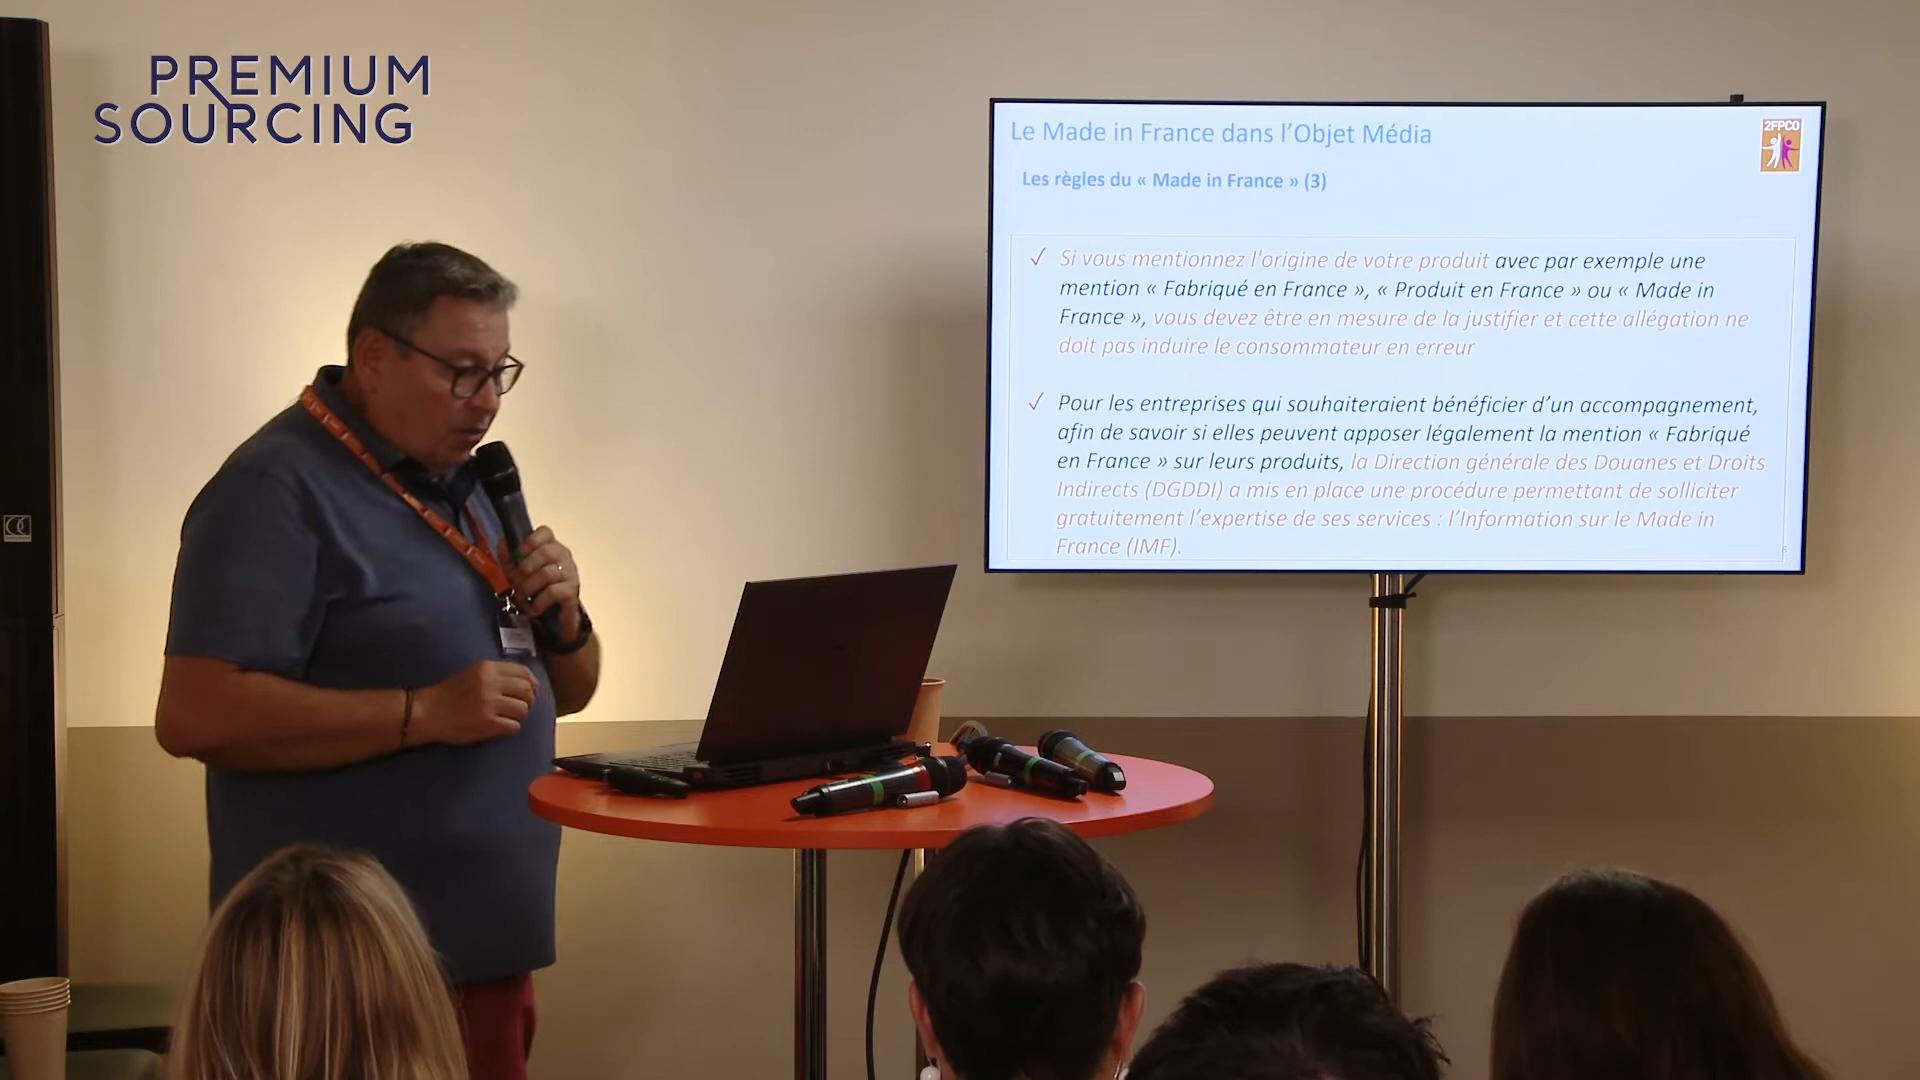 PREMIUM
SOURCING
Le Made in France dans l'Objet Média
2FPCO
Les règles du « Made in France » (3)
✓ Si vous mentionnez l'origine de votre produit avec par exemple une
mention « Fabriqué en France », « Produit en France » ou « Made in
France », vous devez être en mesure de la justifier et cette allégation ne
doit pas induire le consommateur en erreur
✓ Pour les entreprises qui souhaiteraient bénéficier d'un accompagnement,
afin de savoir si elles peuvent apposer légalement la mention « Fabriqué
en France » sur leurs produits, la Direction générale des Douanes et Droits
Indirects (DGDDI) a mis en place une procédure permettant de solliciter
gratuitement l'expertise de ses services : l'Information sur le Made in
France (IMF).